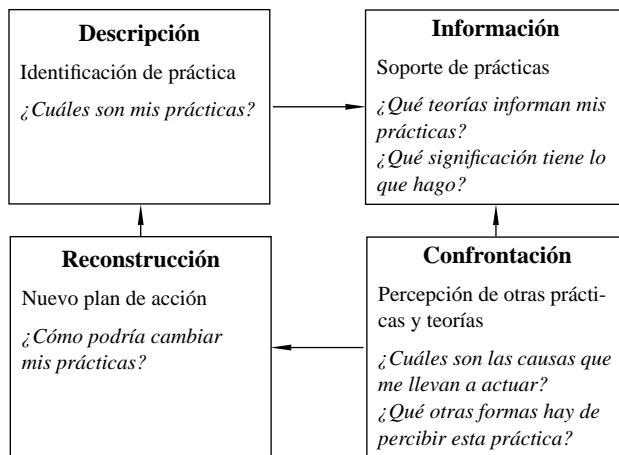 Descripción
Identificación de práctica
¿Cuáles son mis prácticas?
Información
Soporte de prácticas
¿Qué teorías informan mis
prácticas?
¿Qué significación tiene lo
que hago?
Reconstrucción
Nuevo plan de acción
¿Cómo podría cambiar
mis prácticas?
Confrontación
Percepción de otras prácti-
cas y teorías
¿Cuáles son las causas que
me llevan a actuar?
¿Qué otras formas hay de
percibir esta práctica?